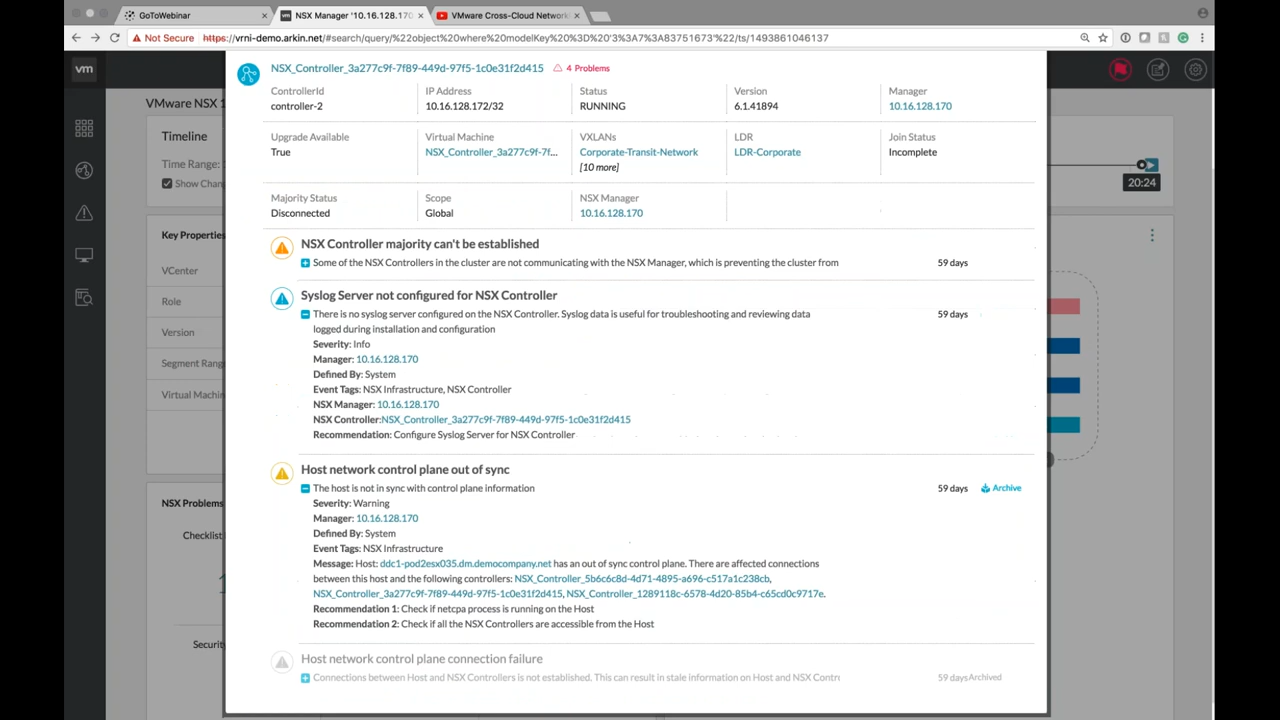 GoToWebinar
vm NSX Manager '10.16.128.170
VMware Cross-Cloud Network
Not Secure https://vrni-demo.arkin.net/#search/query/%22object%20where%20modelKey%20%3D%20'3%3A7%3A83751673'%22/ts/1493861046137
vm
NSX_Controller_3a277c9f-7f89-449d-97f5-1c0e31f2d415 4 Problems
ControllerId IP Address Status Version Manager
controller-2 10.16.128.172/32 RUNNING 6.1.41894 10.16.128.170
Upgrade Available Virtual Machine VXLANs LDR Join Status
True NSX_Controller_3a277c9f-7f... Corporate-Transit-Network LDR-Corporate Incomplete
[10 more]
Majority Status Scope NSX Manager
Disconnected Global 10.16.128.170
VMware NSX 1
Timeline
Time Range:
Show Chan
20:24
Key Properties
VCenter
Role
Version
Segment Rang
Virtual Machin
NSX Problems
Checklist
1
Security
NSX Controller majority can't be established
Some of the NSX Controllers in the cluster are not communicating with the NSX Manager, which is preventing the cluster from 59 days
Syslog Server not configured for NSX Controller
There is no syslog server configured on the NSX Controller. Syslog data is useful for troubleshooting and reviewing data 59 days
logged during installation and configuration
Severity: Info
Manager: 10.16.128.170
Defined By: System
Event Tags: NSX Infrastructure, NSX Controller
NSX Manager: 10.16.128.170
NSX Controller:NSX_Controller_3a277c9f-7f89-449d-97f5-1c0e31f2d415
Recommendation: Configure Syslog Server for NSX Controller
Host network control plane out of sync
The host is not in sync with control plane information 59 days Archive
Severity: Warning
Manager: 10.16.128.170
Defined By: System
Event Tags: NSX Infrastructure
Message: Host: ddc1-pod2esx035.dm.democompany.net has an out of sync control plane. There are affected connections
between this host and the following controllers: NSX_Controller_5b6c6c8d-4d71-4895-a696-c517a1c238cb,
NSX_Controller_3a277c9f-7f89-449d-97f5-1c0e31f2d415, NSX_Controller_1289118c-6578-4d20-85b4-c65cd0c9717e.
Recommendation 1: Check if netcpa process is running on the Host
Recommendation 2: Check if all the NSX Controllers are accessible from the Host
Host network control plane connection failure
Connections between Host and NSX Controllers is not established. This can result in stale information on Host and NSX Contr 59 days Archived